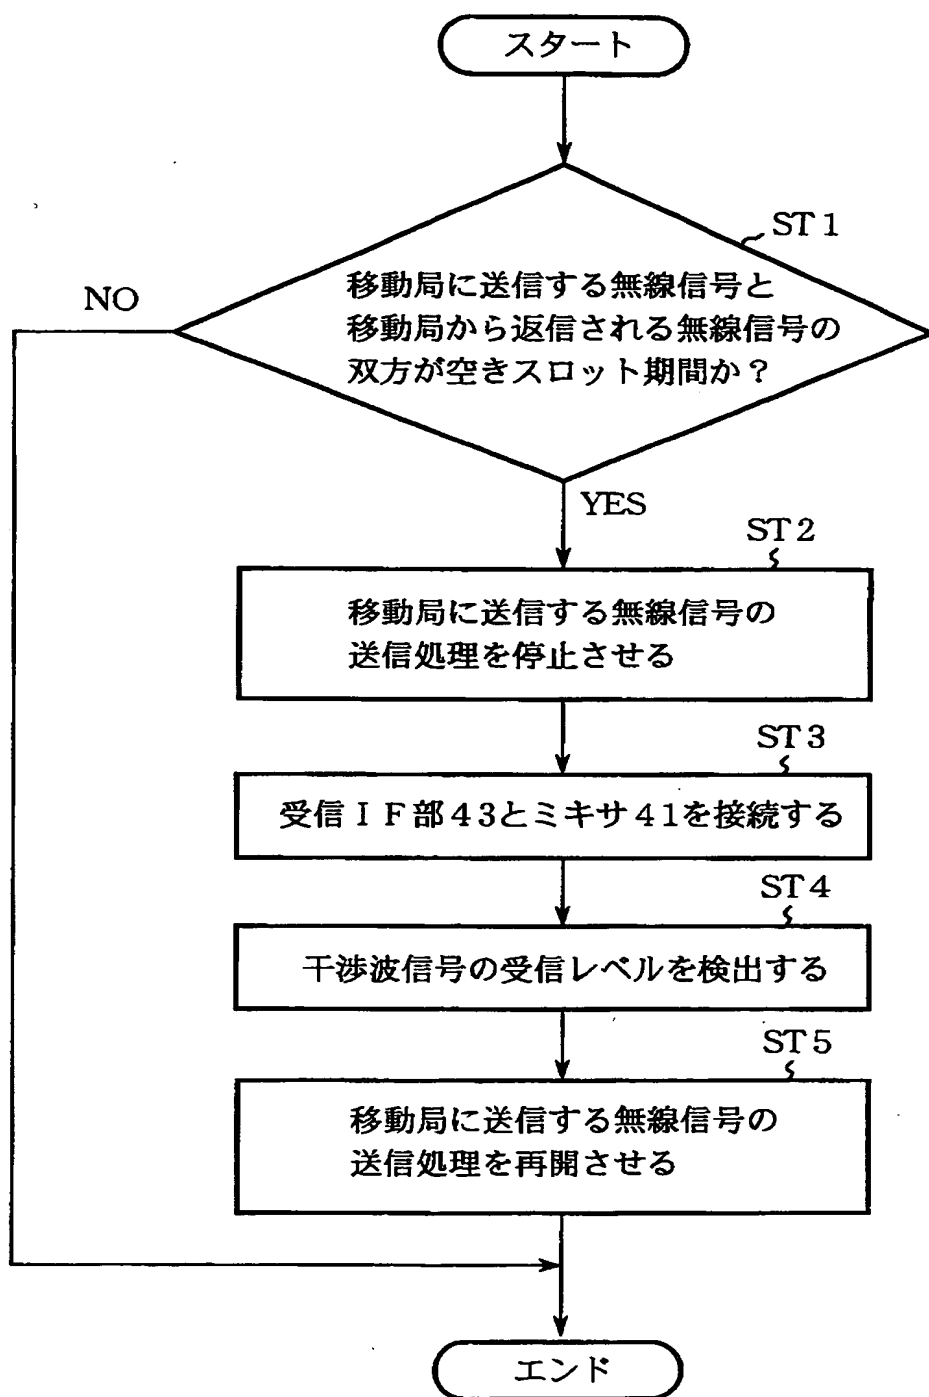 スタート
ST1
移動局に送信する無線信号と
移動局から返信される無線信号の
双方が空きスロット期間か？
NO
YES
ST2
移動局に送信する無線信号の
送信処理を停止させる
ST3
受信ＩＦ部４３とミキサ４１を接続する
ST4
干渉波信号の受信レベルを検出する
ST5
移動局に送信する無線信号の
送信処理を再開させる
エンド